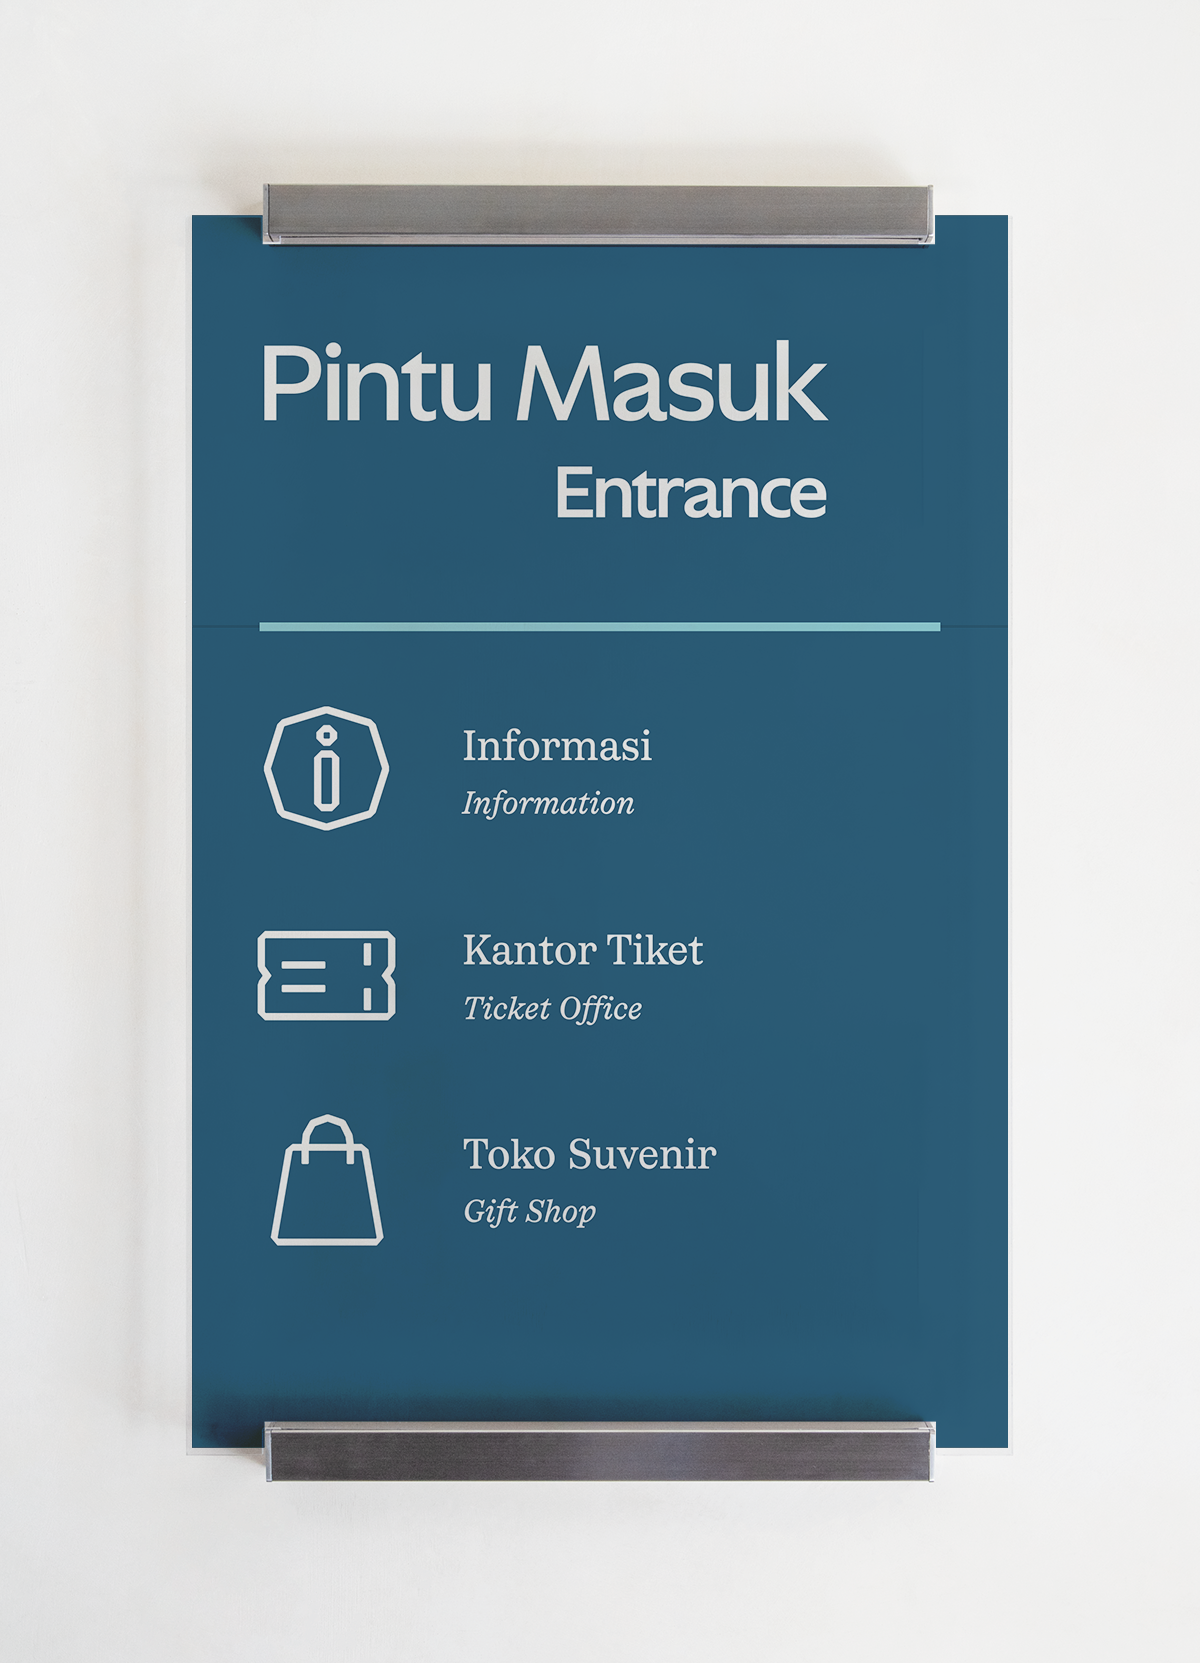 Pintu Masuk
Entrance
Informasi
Information
Kantor Tiket
Ticket Office
Toko Suvenir
Gift Shop